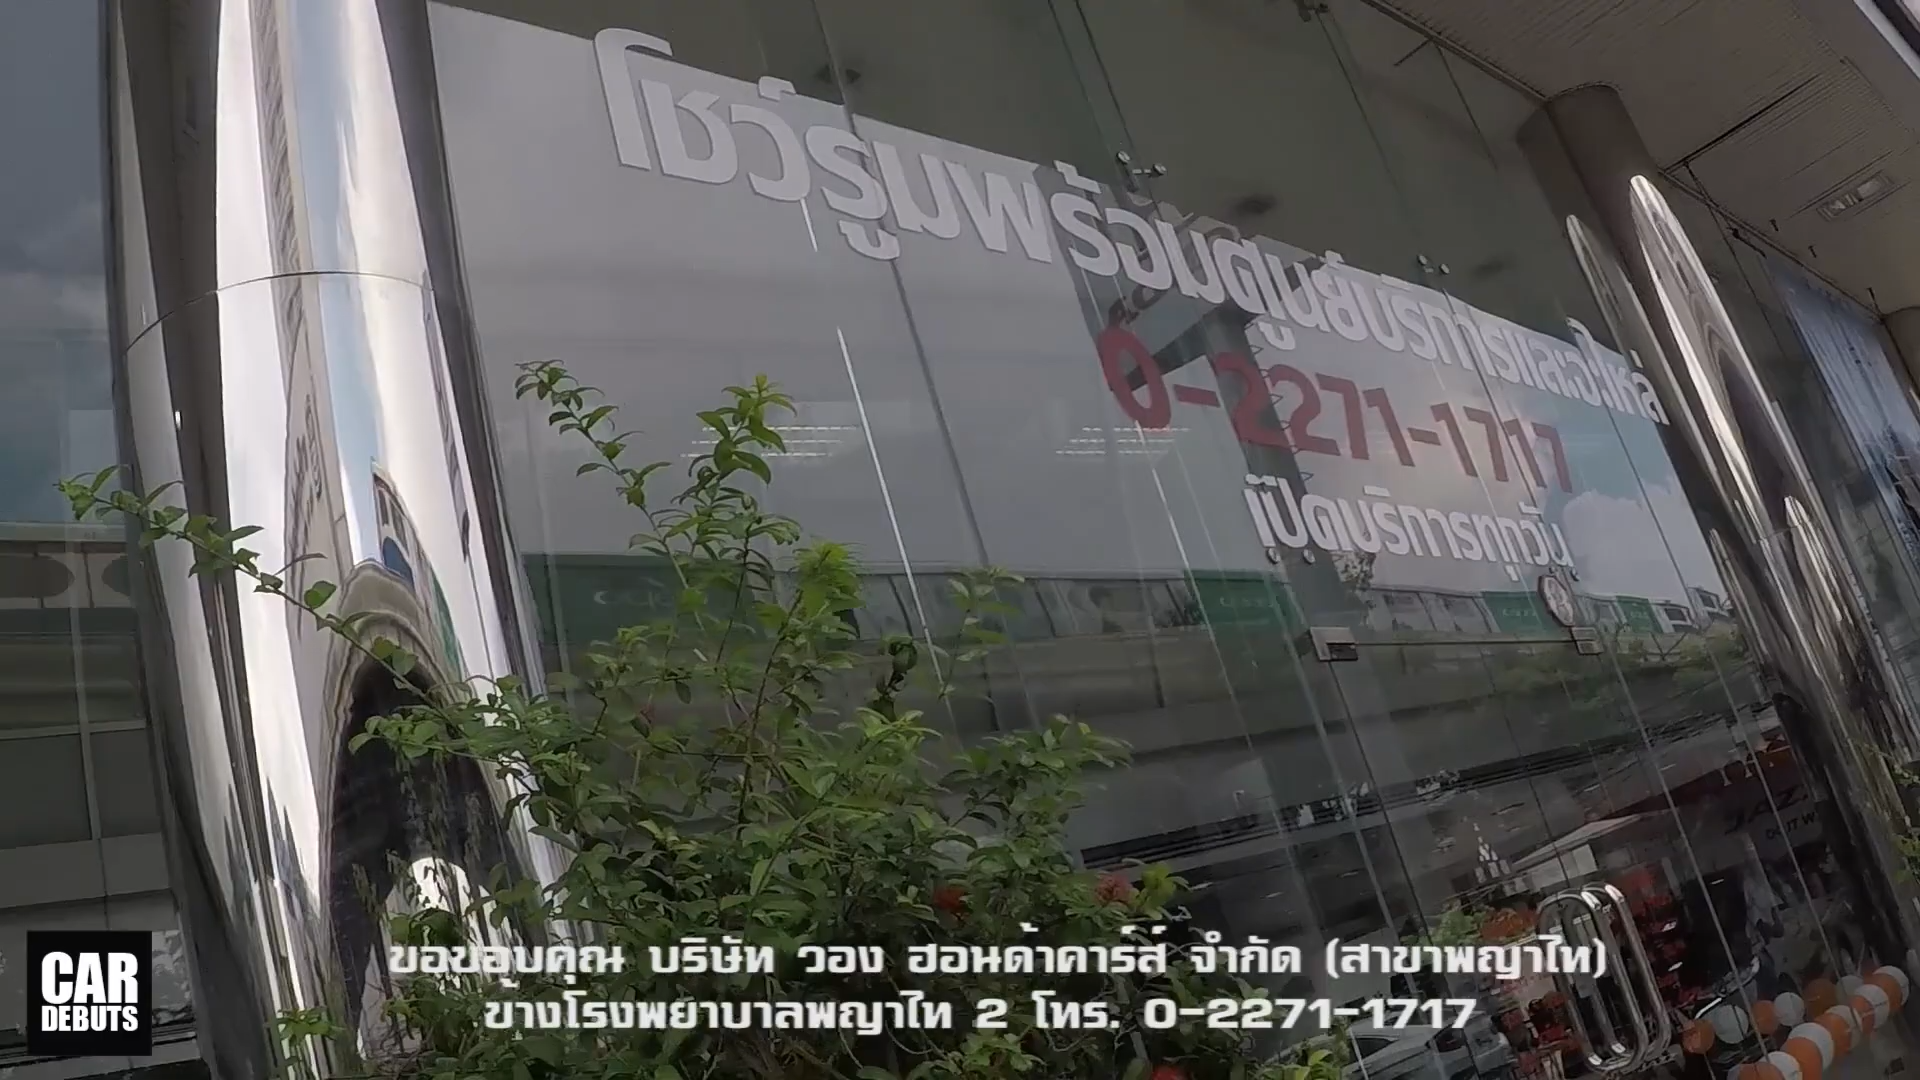 โชว์รูมพร้อมศูนย์บริการและอะไหล่
0-2271-1717
เปิดบริการทุกวัน
ขอขอบคุณ บริษัท วอง ฮอนด้าคาร์ส์ จำกัด (สาขาพญาไท)
ข้างโรงพยาบาลพญาไท 2 โทร. 0-2271-1717
CAR
DEBUTS